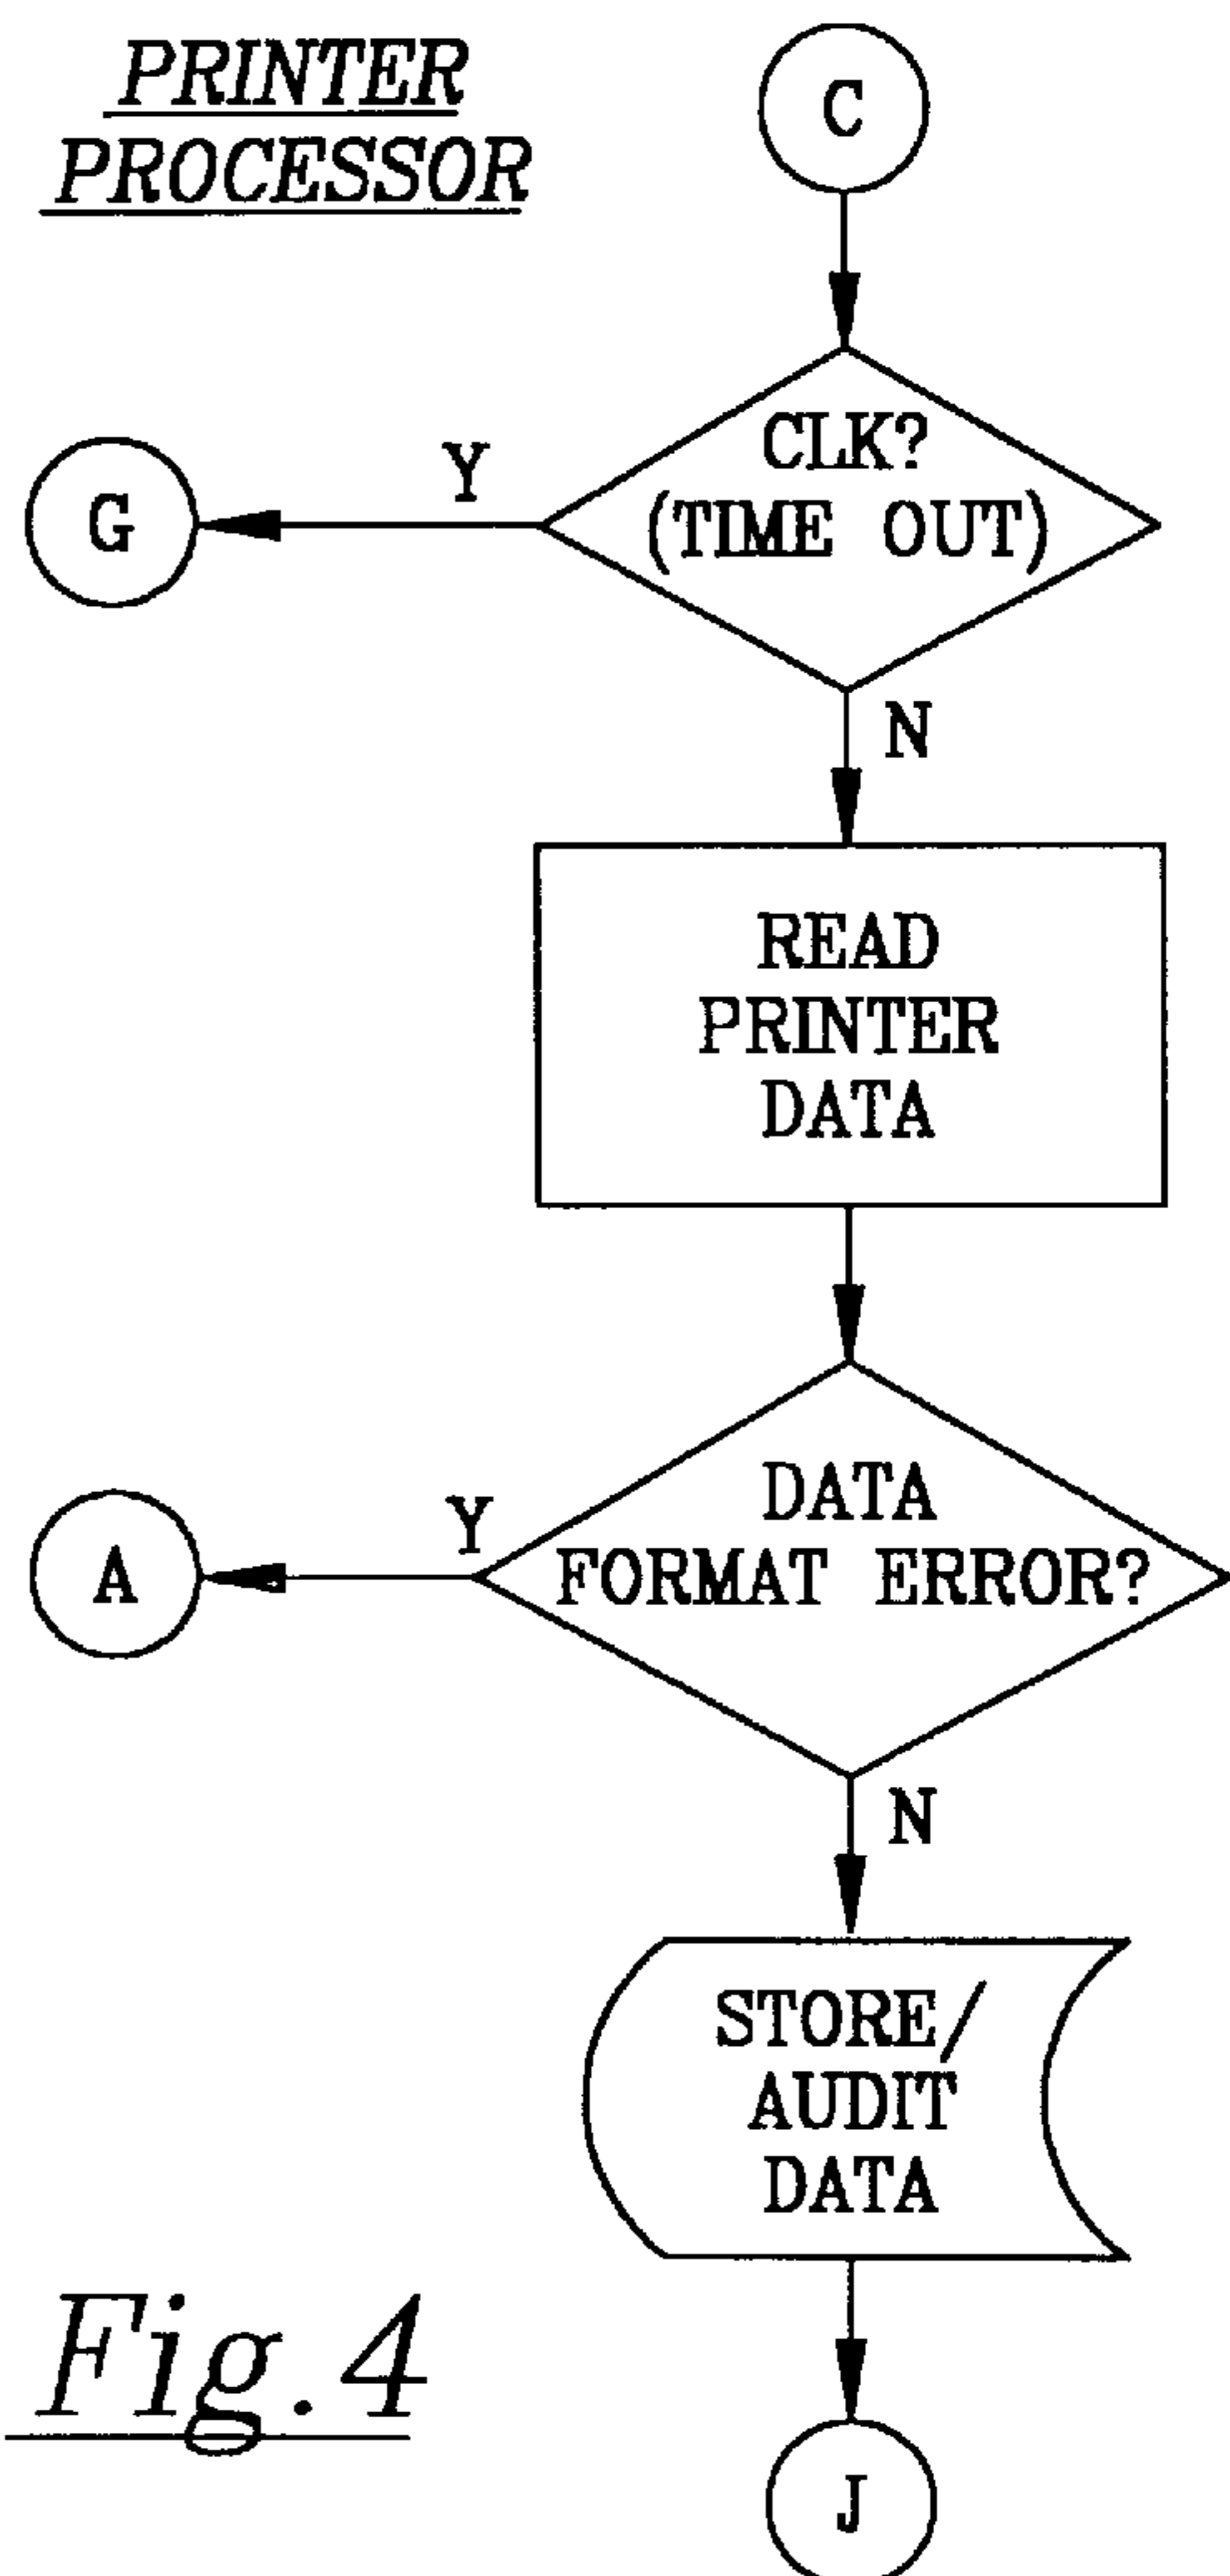 PRINTER
PROCESSOR
C
CLK?
(TIME OUT)
Y
G
N
READ
PRINTER
DATA
DATA
FORMAT ERROR?
Y
A
N
STORE/
AUDIT
DATA
J
Fig.4